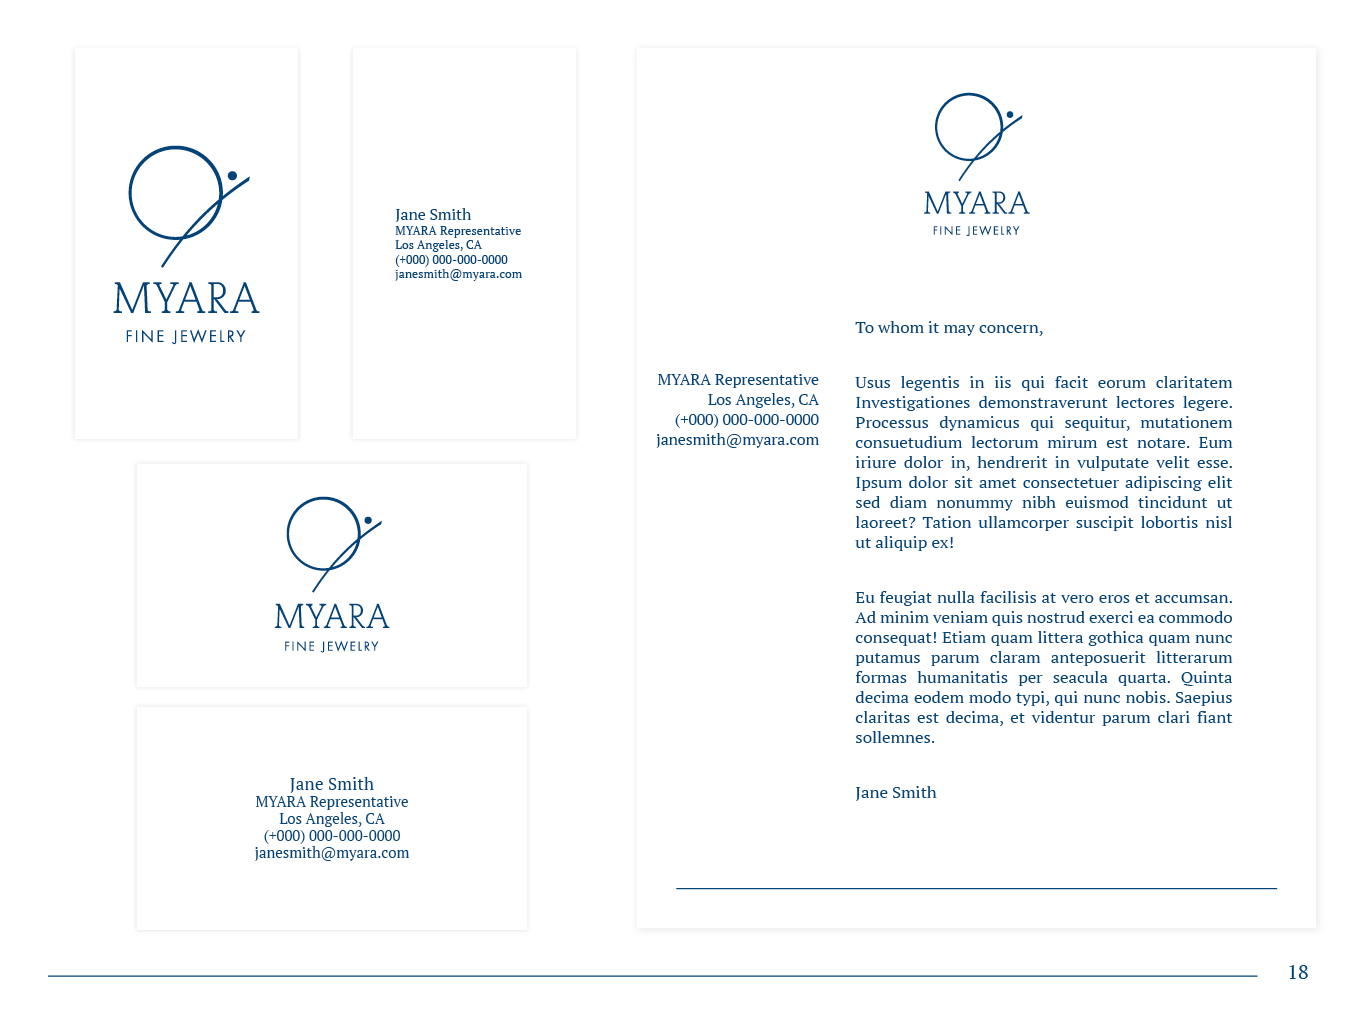 MYARA
FINE JEWELRY
Jane Smith
MYARA Representative
Los Angeles, CA
(+000) 000-000-0000
janesmith@myara.com
MYARA
FINE JEWELRY
Jane Smith
MYARA Representative
Los Angeles, CA
(+000) 000-000-0000
janesmith@myara.com
MYARA
FINE JEWELRY
MYARA Representative
Los Angeles, CA
(+000) 000-000-0000
janesmith@myara.com
To whom it may concern,
Usus legentis in iis qui facit eorum claritatem
Investigationes demonstraverunt lectores legere.
Processus dynamicus qui sequitur, mutationem
consuetudium lectorum mirum est notare. Eum
iriure dolor in, hendrerit in vulputate velit esse.
Ipsum dolor sit amet consectetuer adipiscing elit
sed diam nonummy nibh euismod tincidunt ut
laoreet? Tation ullamcorper suscipit lobortis nisl
ut aliquip ex!
Eu feugiat nulla facilisis at vero eros et accumsan.
Ad minim veniam quis nostrud exerci ea commodo
consequat! Etiam quam littera gothica quam nunc
putamus parum claram anteposuerit litterarum
formas humanitatis per seacula quarta. Quinta
decima eodem modo typi, qui nunc nobis. Saepius
claritas est decima, et videntur parum clari fiant
sollemnes.
Jane Smith
18